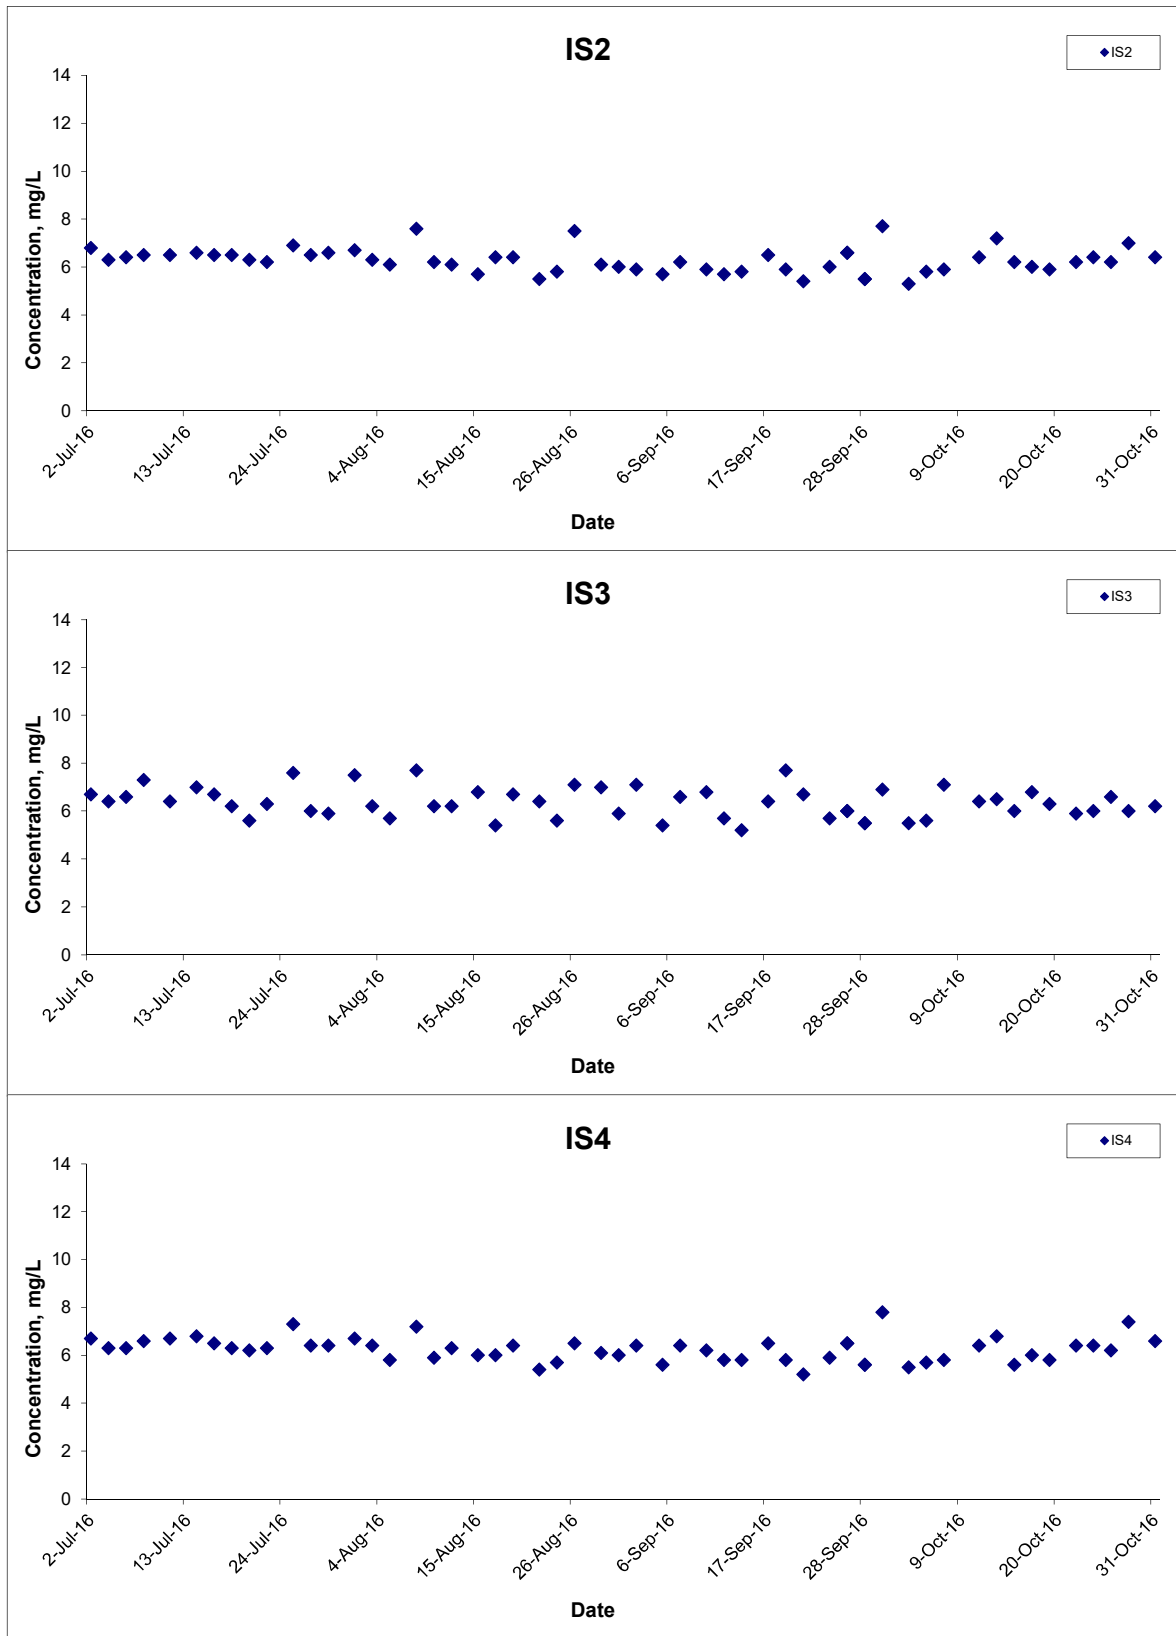 IS2
IS2
14
12
10
8
6
4
2
0
Concentration, mg/L
2-Jul-16
13-Jul-16
24-Jul-16
4-Aug-16
15-Aug-16
26-Aug-16
6-Sep-16
17-Sep-16
28-Sep-16
9-Oct-16
20-Oct-16
31-Oct-16
Date
IS3
IS3
14
12
10
8
6
4
2
0
Concentration, mg/L
2-Jul-16
13-Jul-16
24-Jul-16
4-Aug-16
15-Aug-16
26-Aug-16
6-Sep-16
17-Sep-16
28-Sep-16
9-Oct-16
20-Oct-16
31-Oct-16
Date
IS4
IS4
14
12
10
8
6
4
2
0
Concentration, mg/L
2-Jul-16
13-Jul-16
24-Jul-16
4-Aug-16
15-Aug-16
26-Aug-16
6-Sep-16
17-Sep-16
28-Sep-16
9-Oct-16
20-Oct-16
31-Oct-16
Date